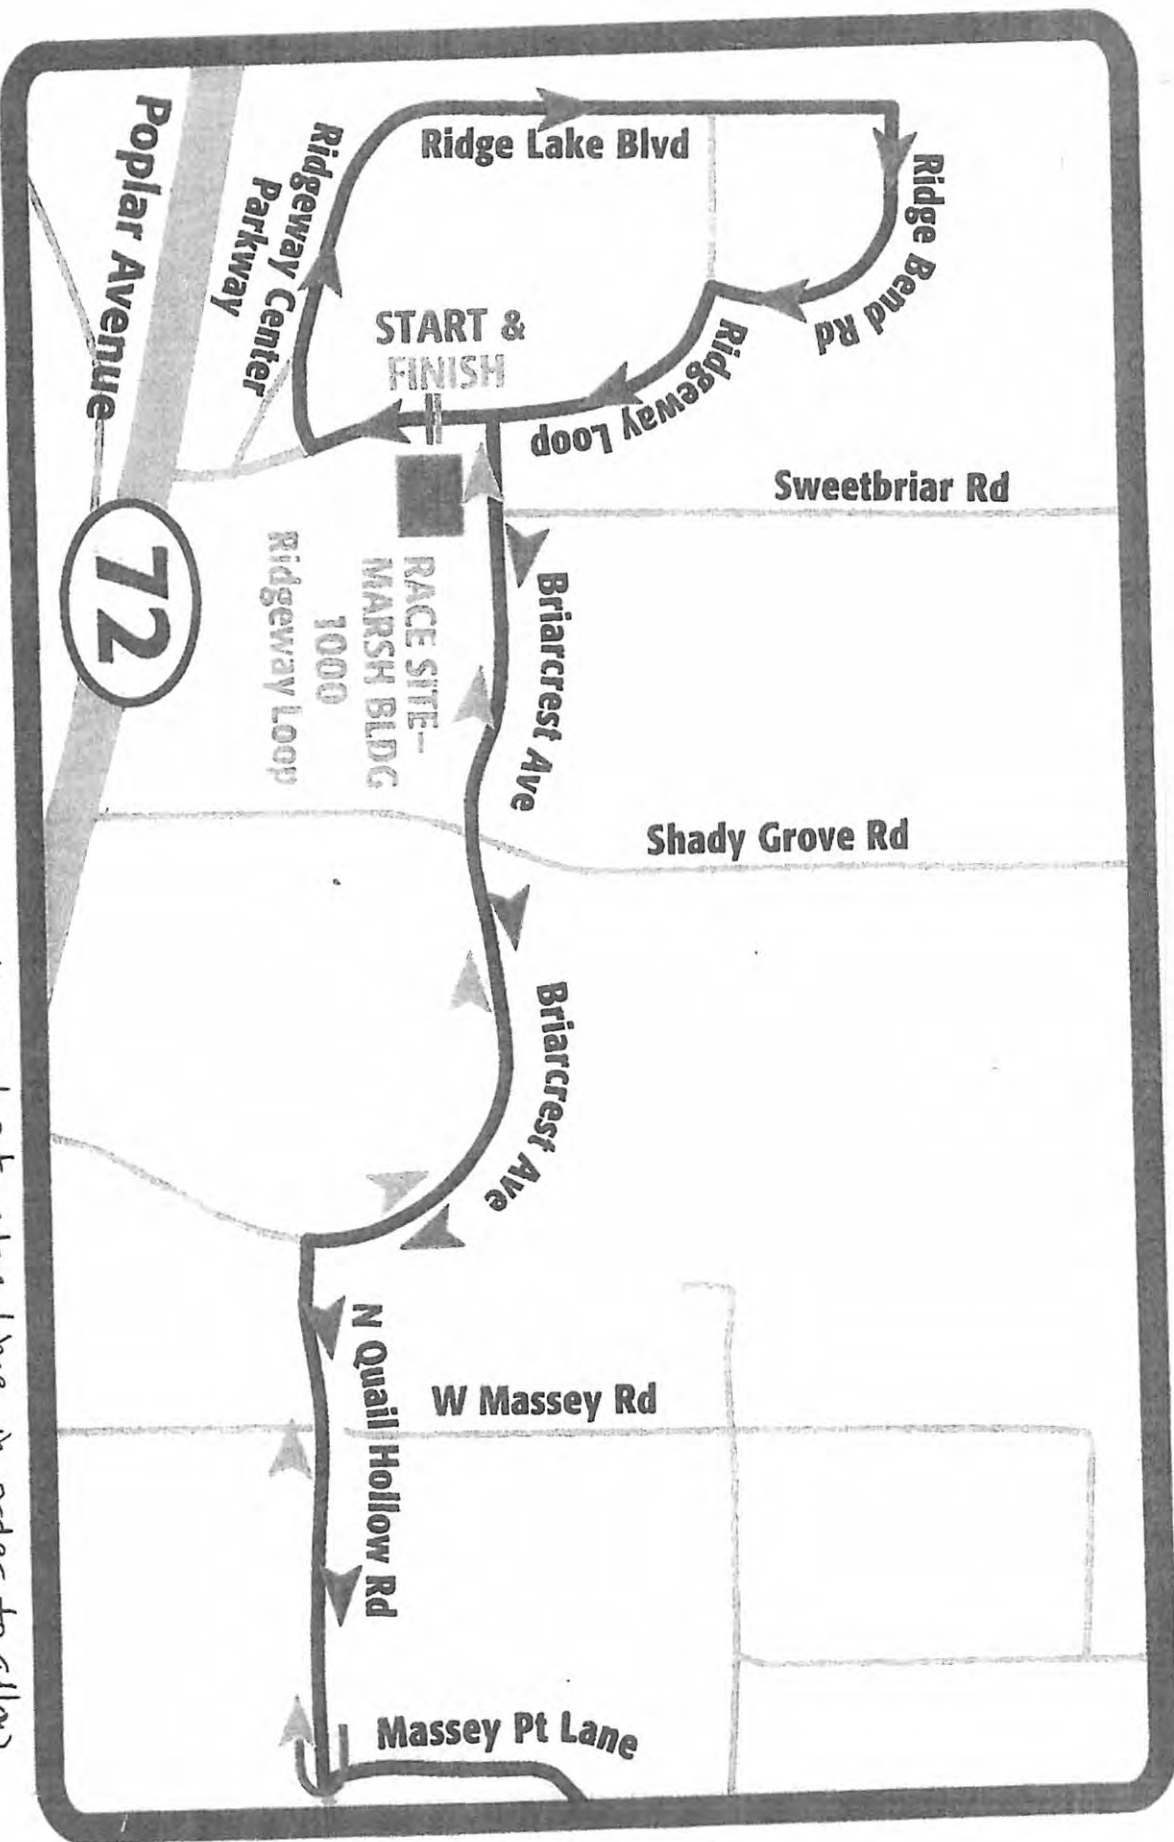 Ridge Lake Blvd
Ridge Bend Rd
Ridgeway Loop
Ridgeway Center
Parkway
Poplar Avenue
START &
FINISH
Sweetbriar Rd
72
RACE SITE--
MARSH BLDG
1000
Ridgeway Loop
Briarcrest Ave
Shady Grove Rd
Briarcrest Ave
N Quail Hollow Rd
W Massey Rd
Massey Pt Lane